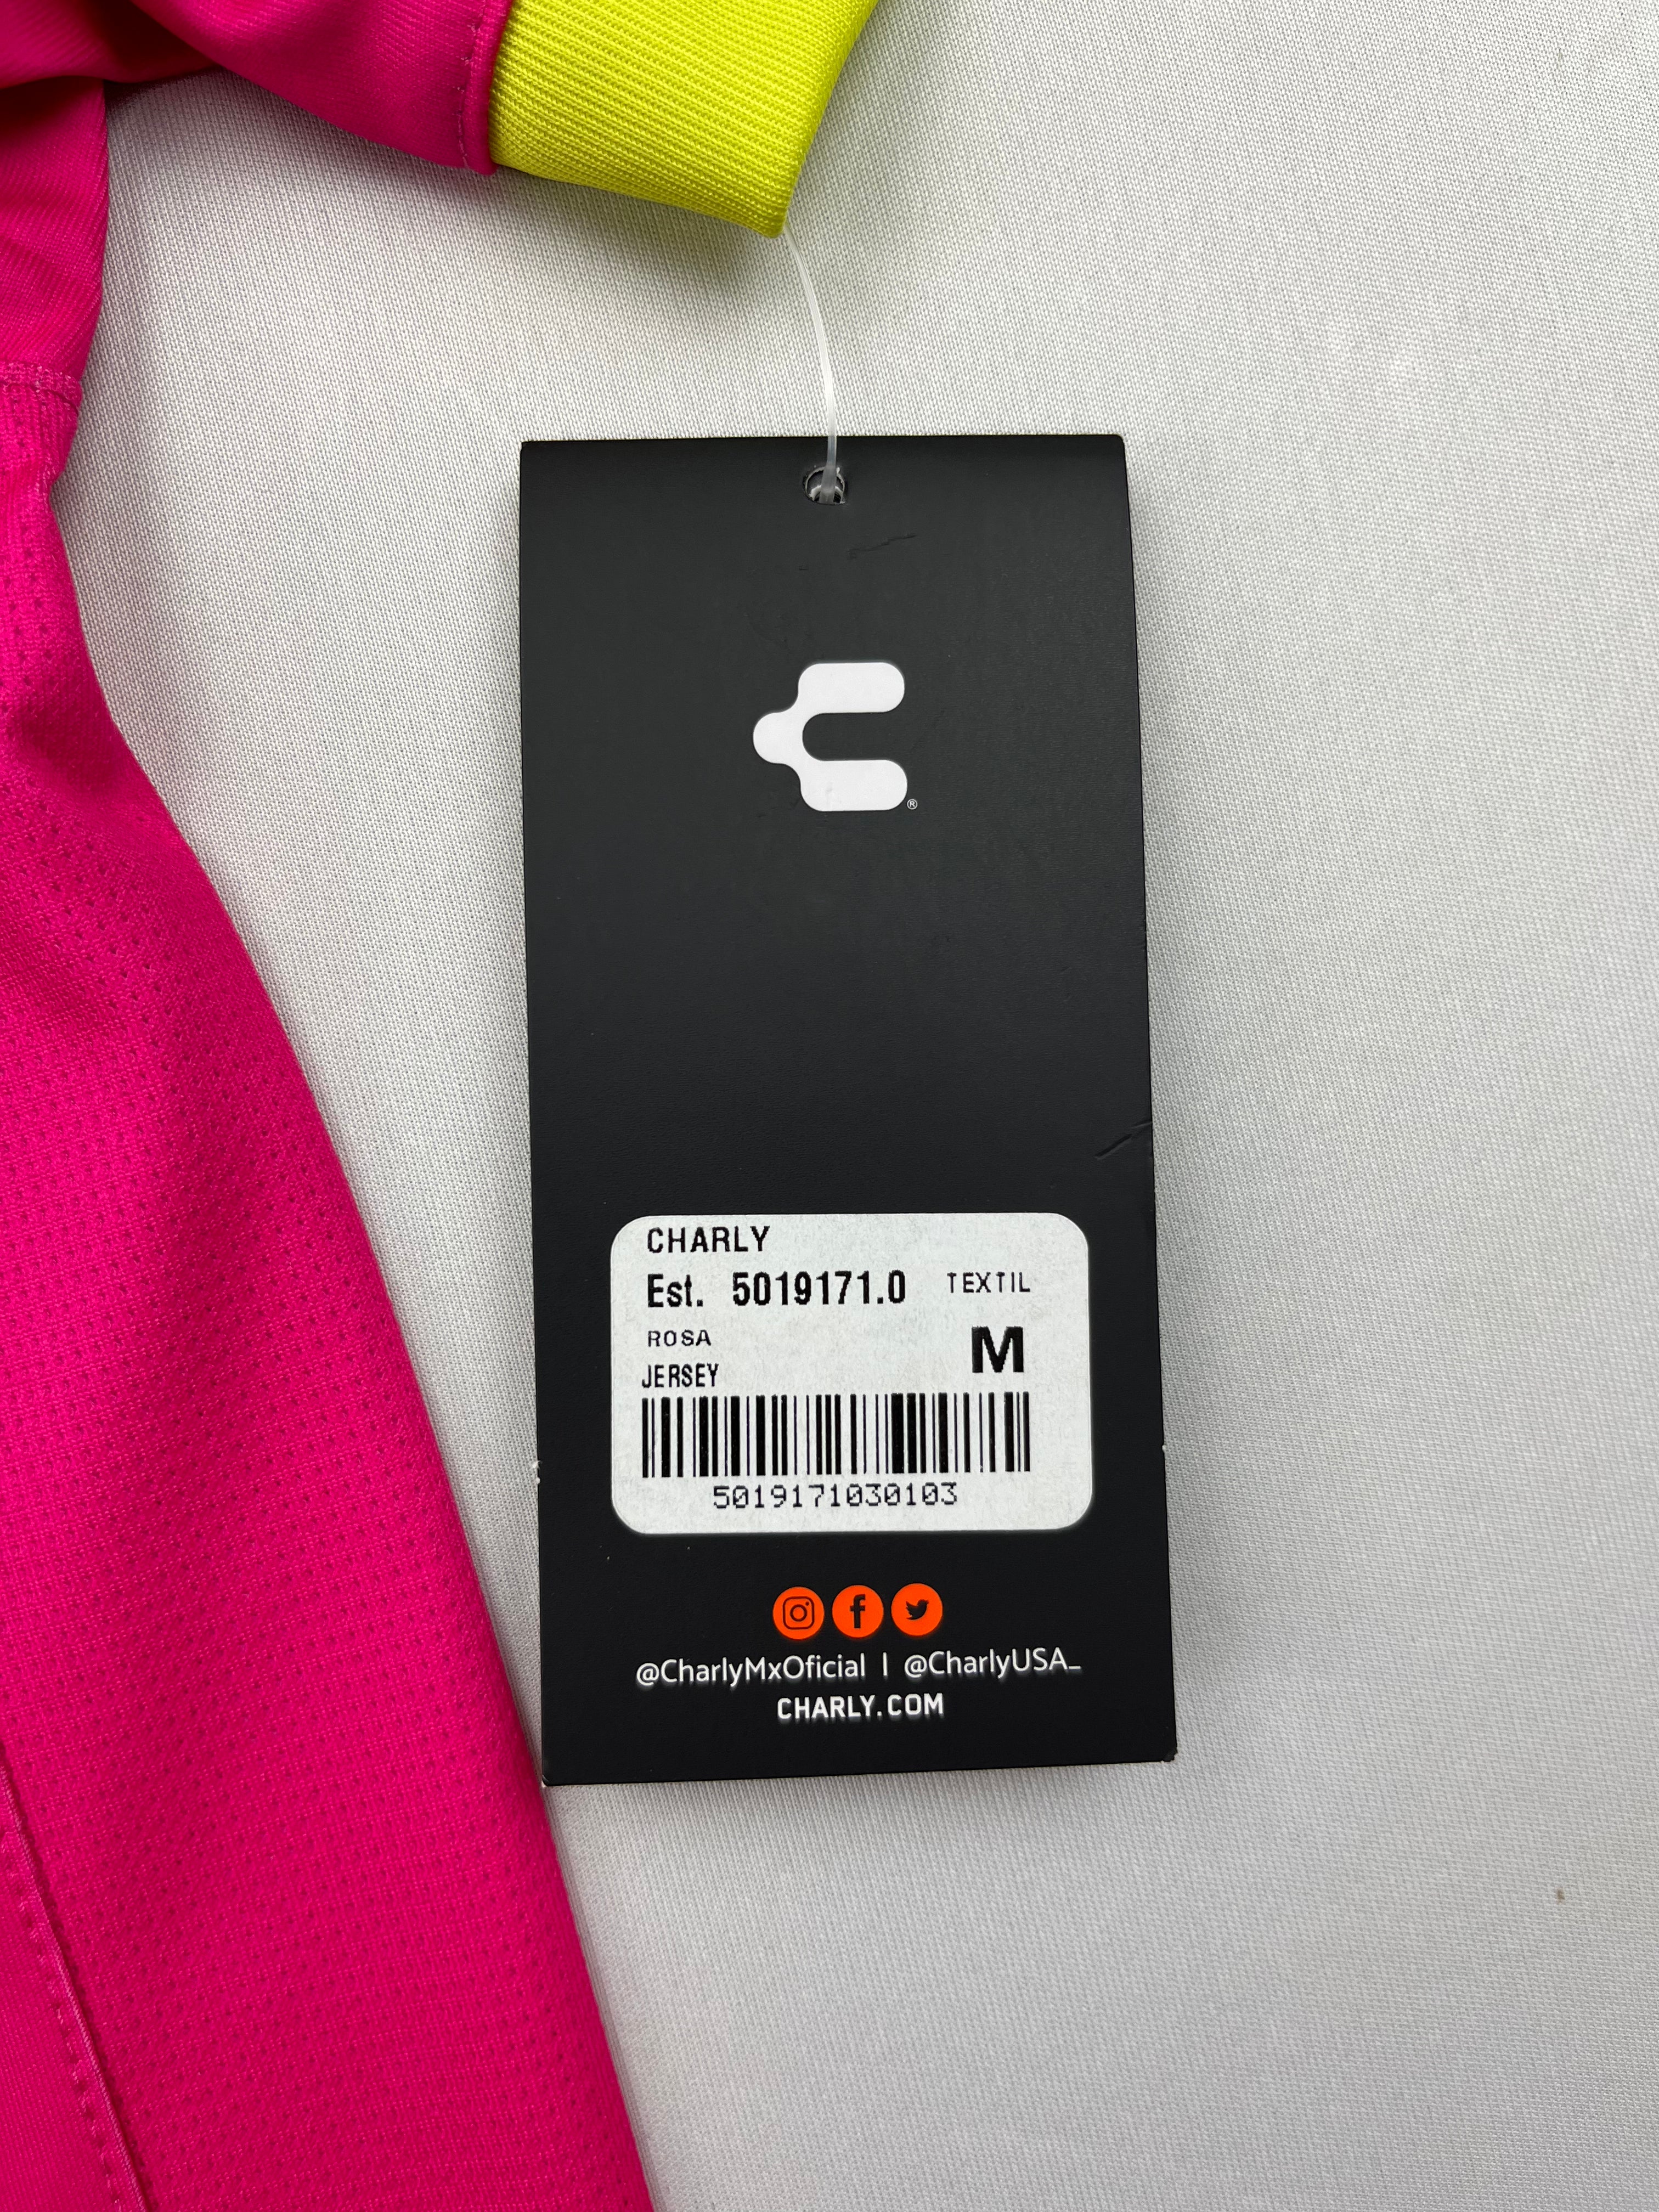 ®
CHARLY
Est. 5019171.0 TEXTIL
ROSA M
JERSEY
5019171030103
@CharlyMxOficial | @CharlyUSA_
CHARLY.COM